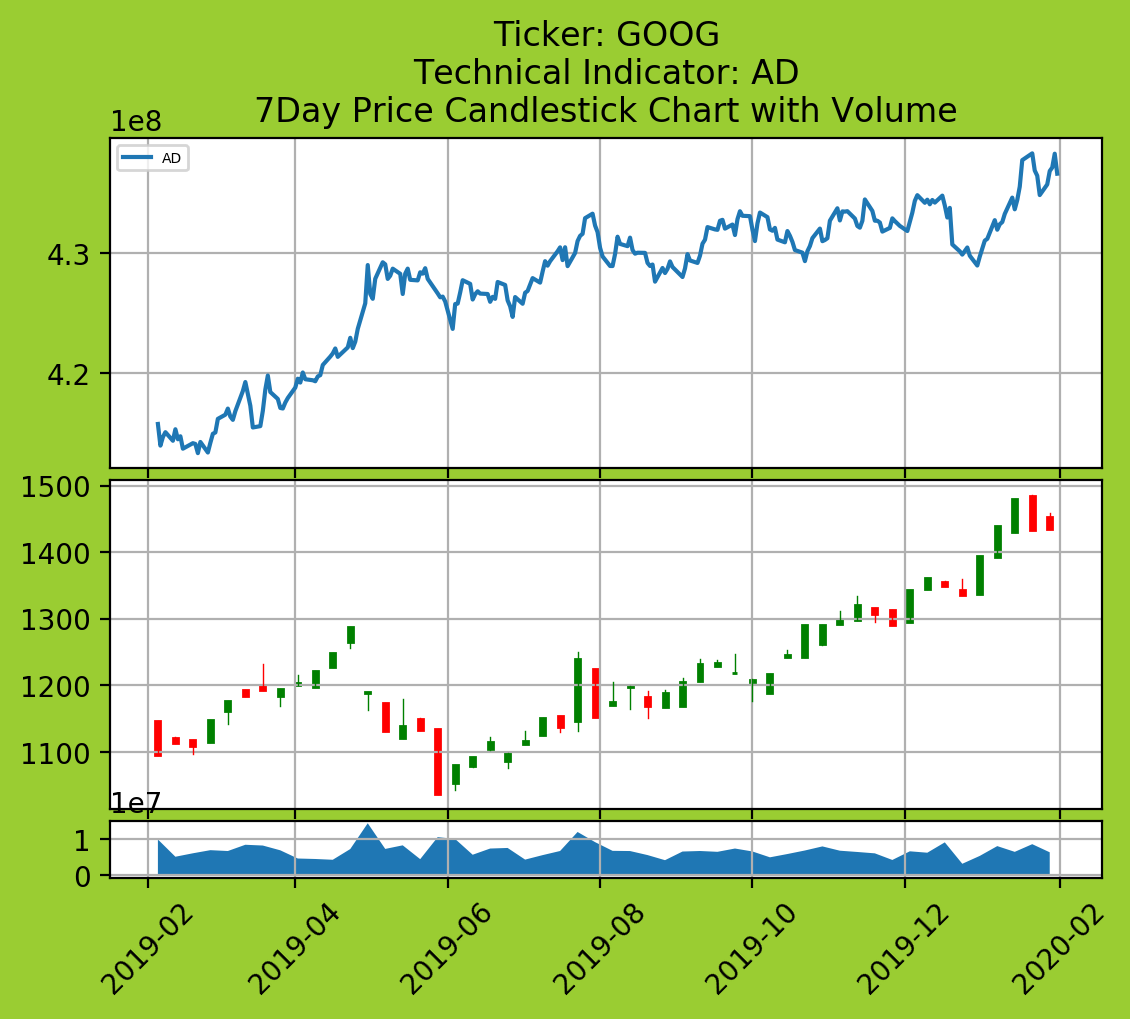 Ticker: GOOG
Technical Indicator: AD
7Day Price Candlestick Chart with Volume
1e8
AD
4.3
4.2
1500
1400
1300
1200
1100
1e7
1
0
2019-02
2019-04
2019-06
2019-08
2019-10
2019-12
2020-02